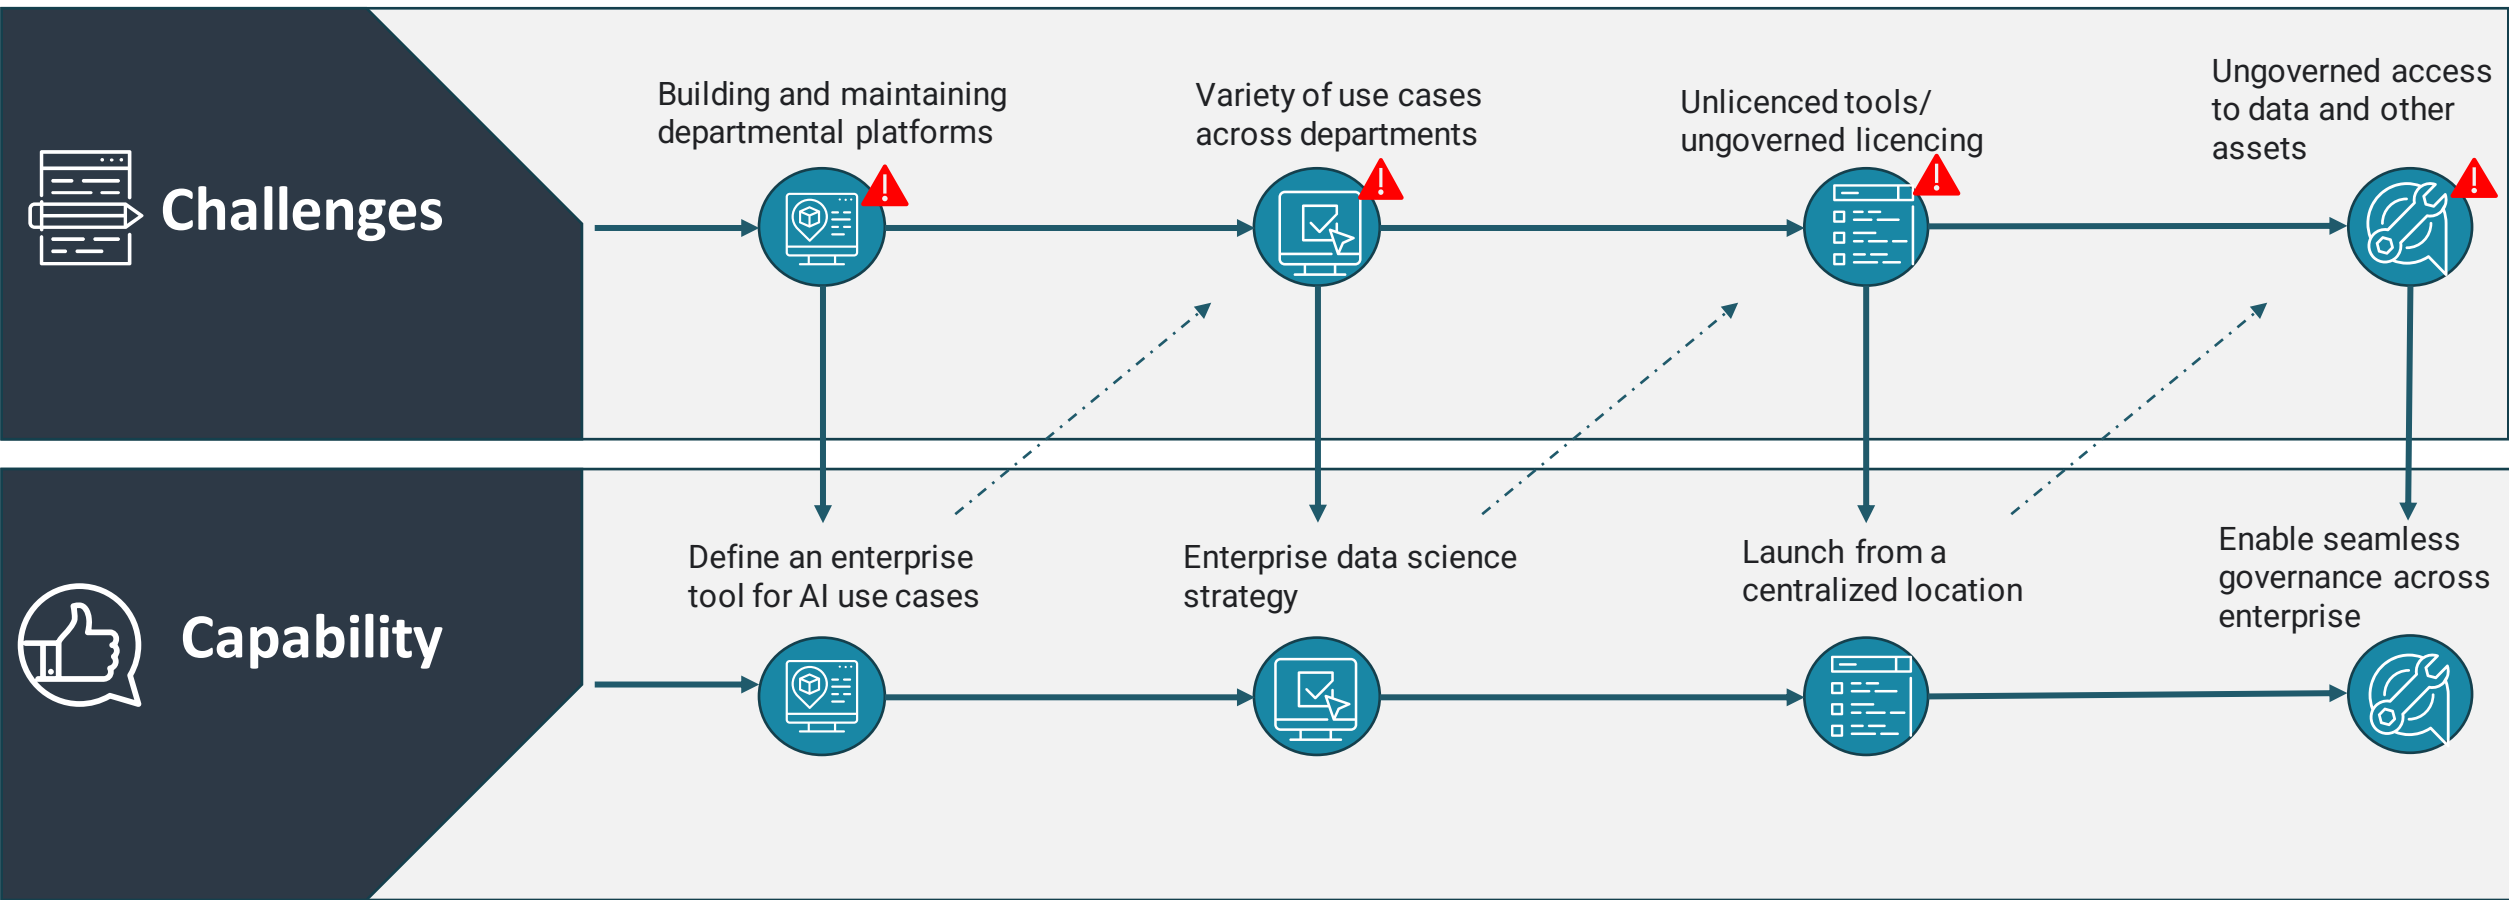 Challenges
Building and maintaining
departmental platforms
Variety of use cases
across departments
Unlicenced tools/
ungoverned licencing
Ungoverned access
to data and other
assets
Capability
Define an enterprise
tool for AI use cases
Enterprise data science
strategy
Launch from a
centralized location
Enable seamless
governance across
enterprise